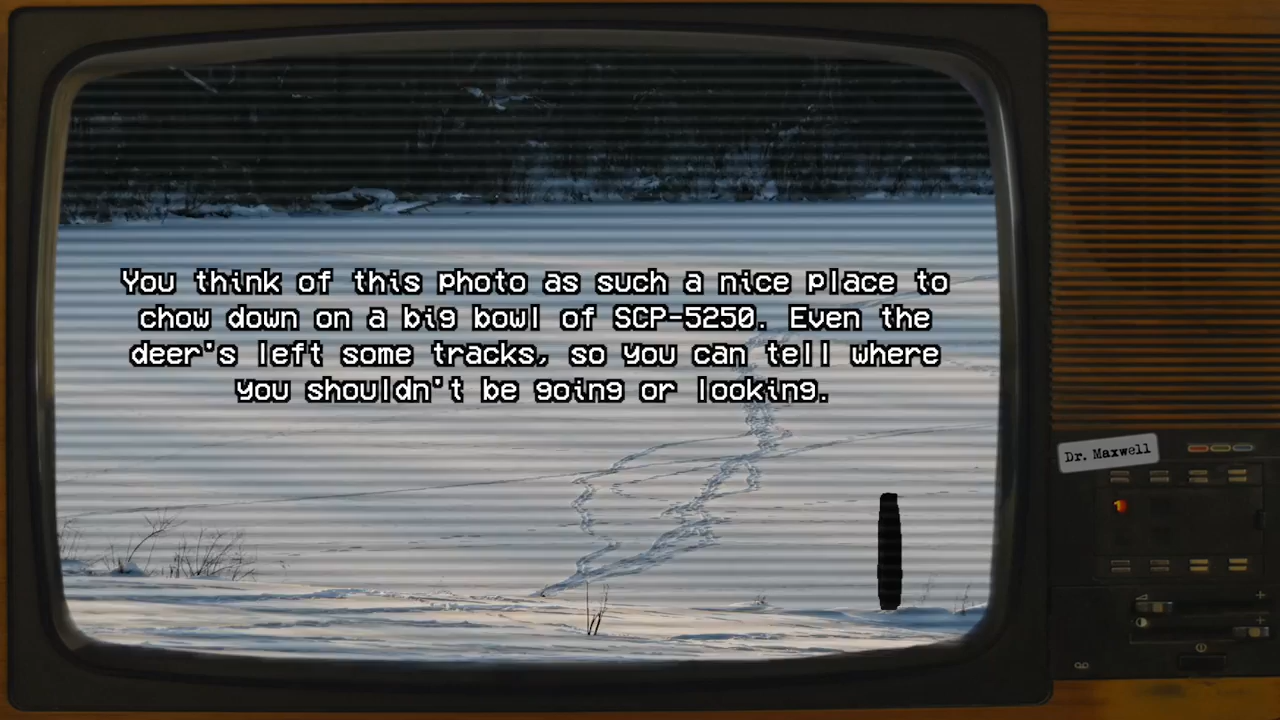 You think of this photo as such a nice place to
chow down on a big bowl of SCP-5250. Even the
deer's left some tracks, so you can tell where
you shouldn't be going or looking.
Dr. Maxwell